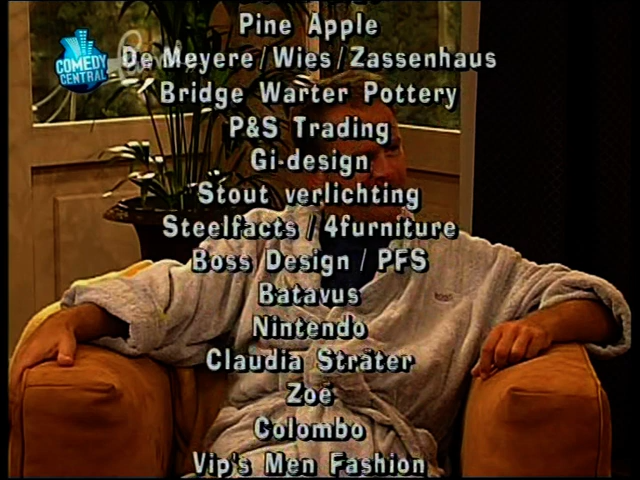 Pine Apple
COMEDY
CENTRAL
De Meyere / Wies / Zassenhaus
Bridge Warter Pottery
P&S Trading
Gi-design
Stout verlichting
Steelfacts / 4furniture
Boss Design / PFS
Batavus
Nintendo
Claudia Sträter
Zoë
Colombo
Vip's Men Fashion